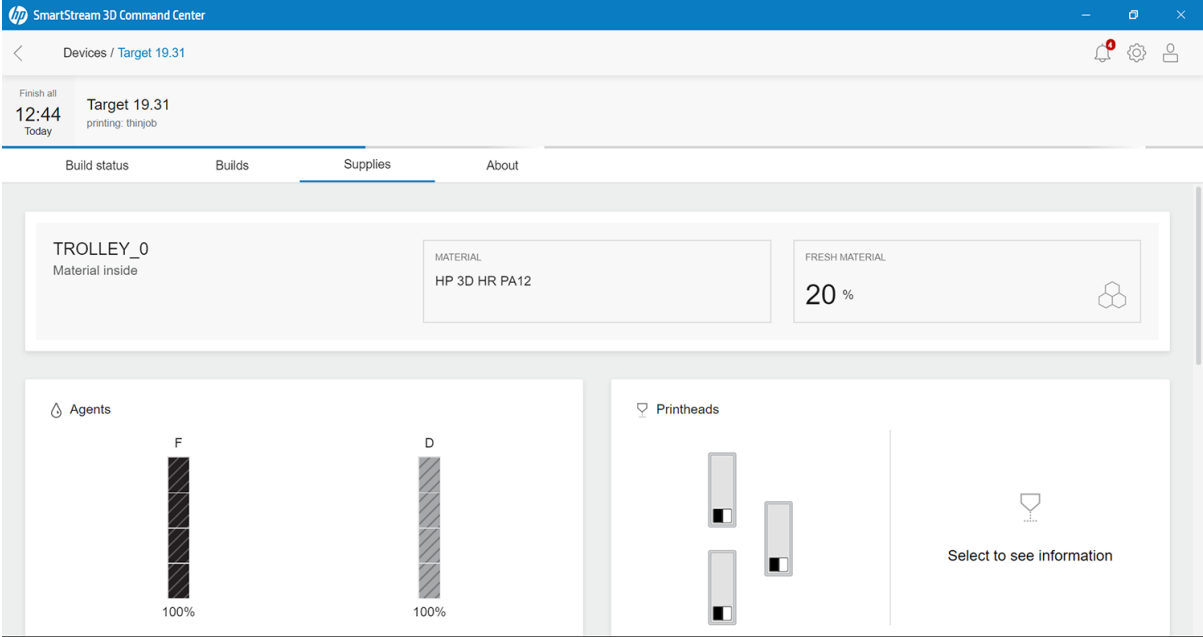 hp SmartStream 3D Command Center
Devices / Target 19.31
4
Finish all
12:44
Today
Target 19.31
printing: thinjob
Build status
Builds
Supplies
About
TROLLEY_0
Material inside
MATERIAL
HP 3D HR PA12
FRESH MATERIAL
20 %
Agents
F
D
100%
100%
Printheads
Select to see information